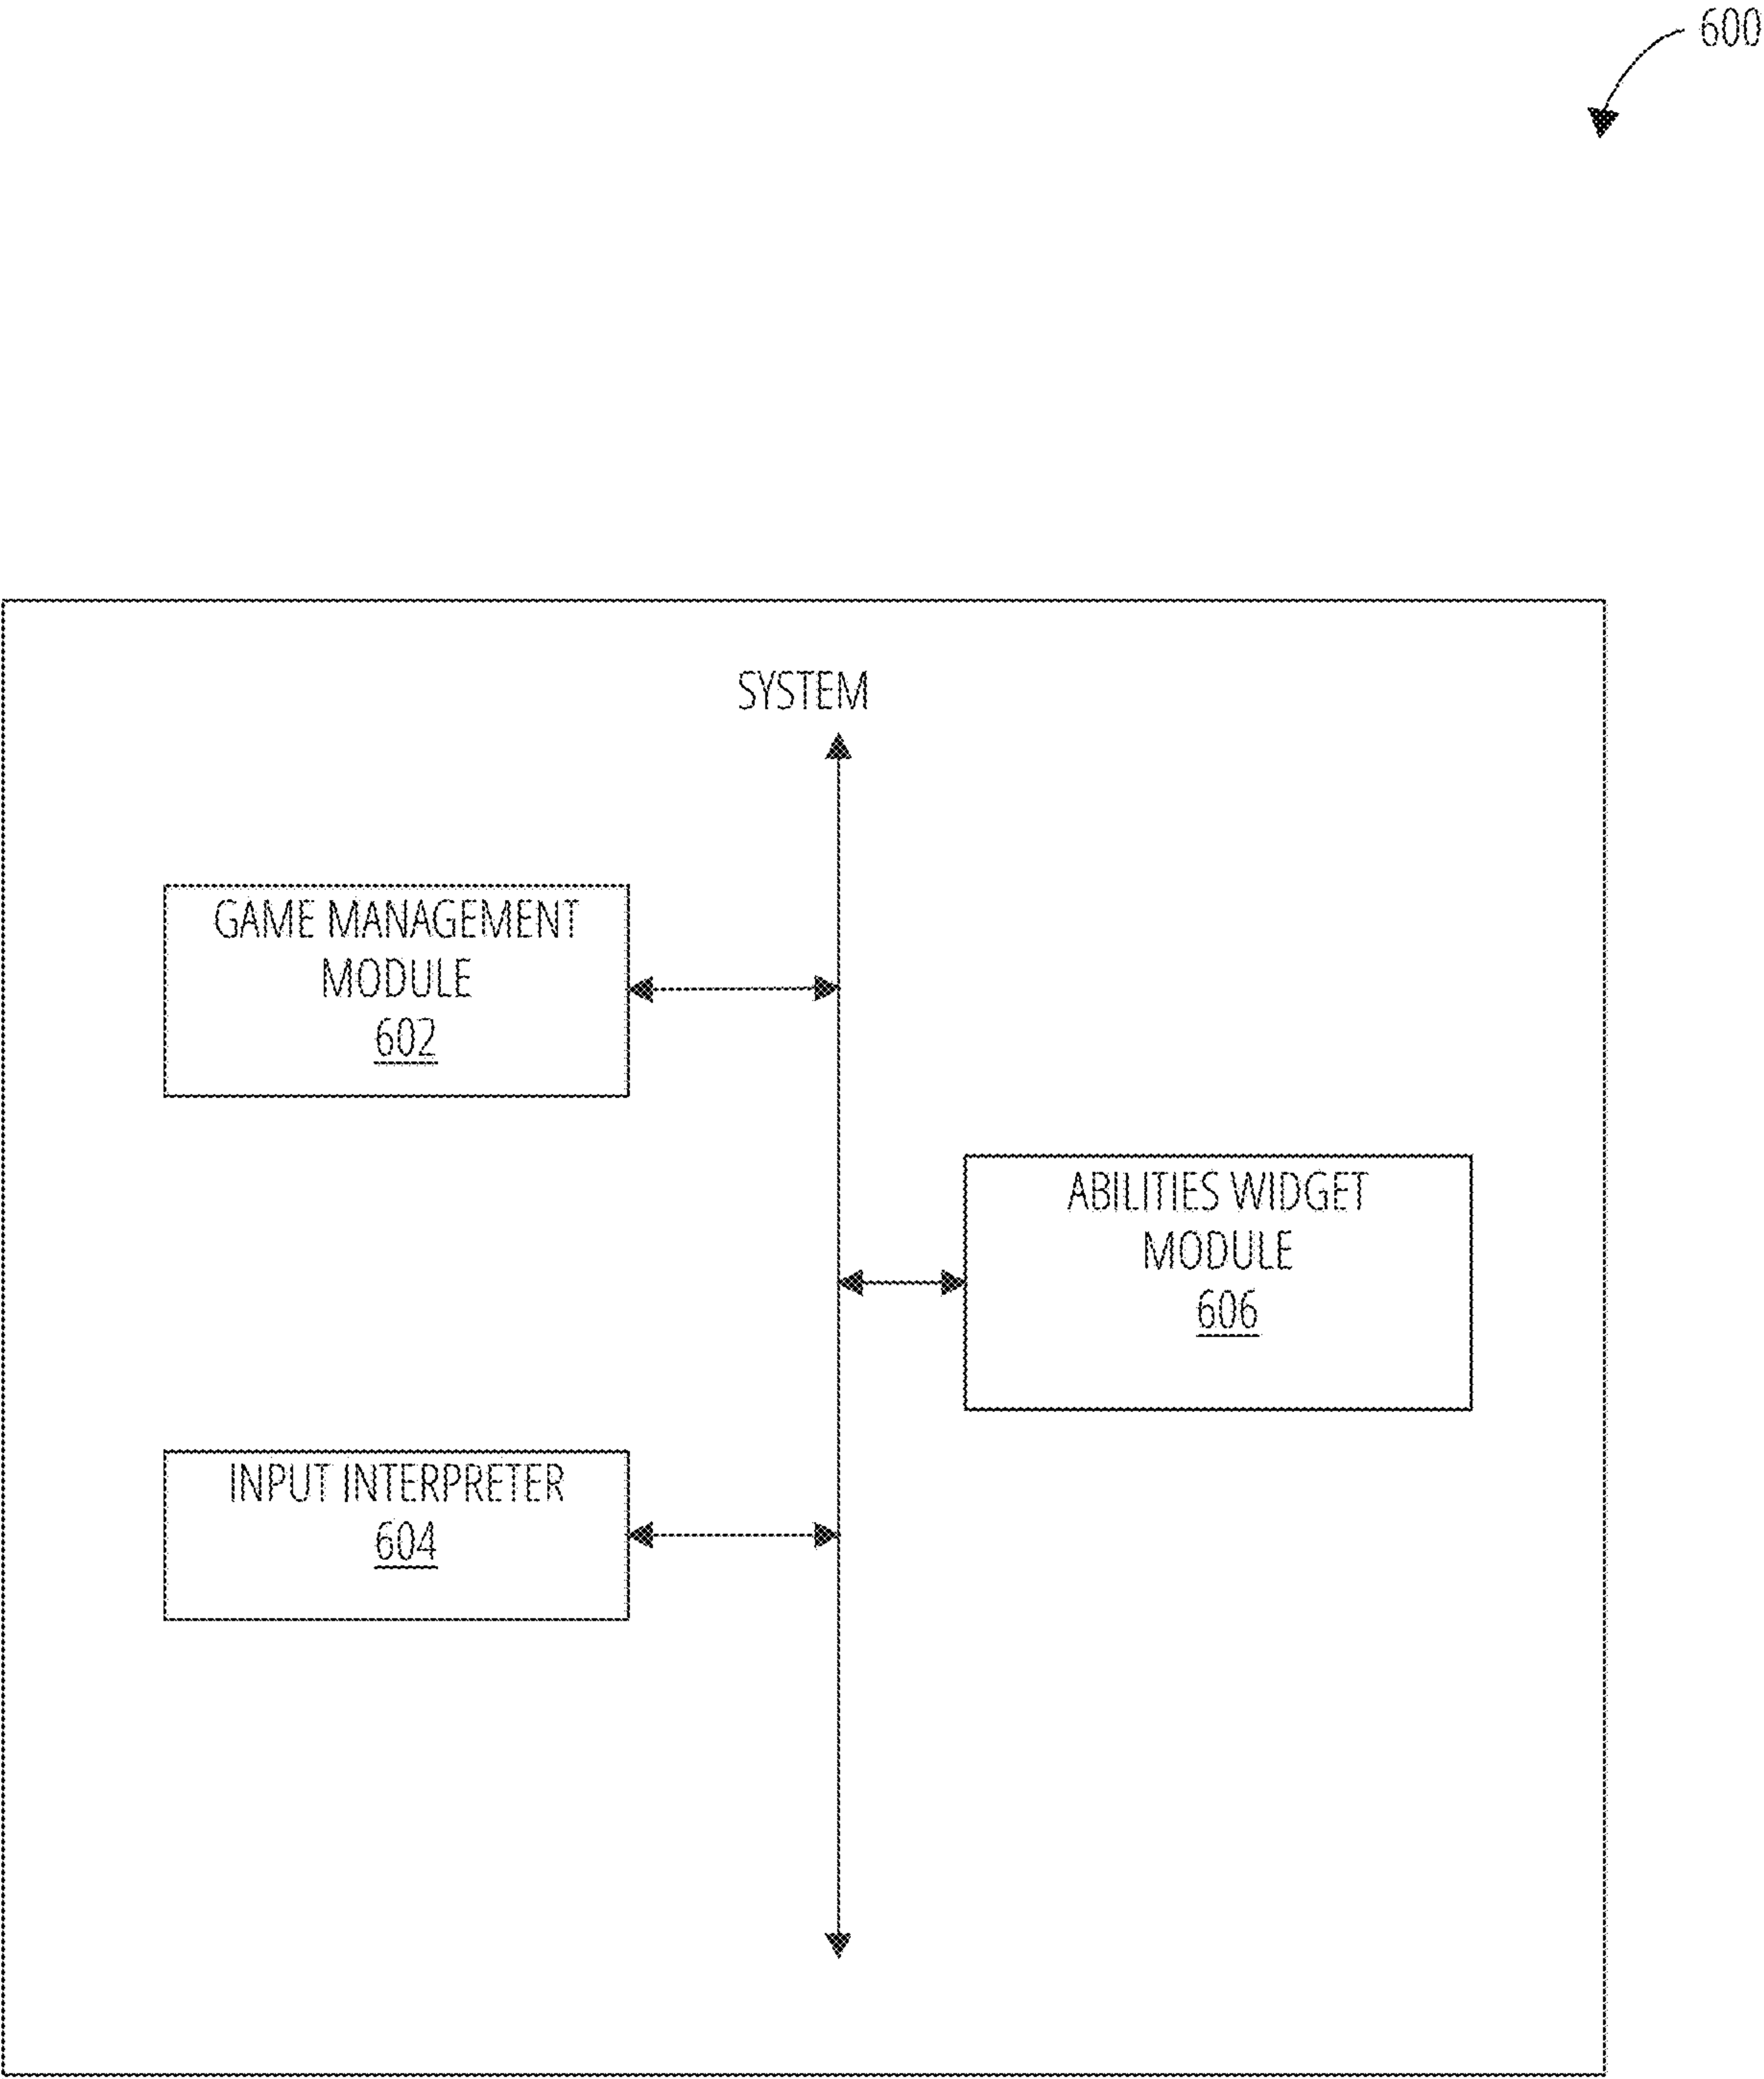 600
SYSTEM
GAME MANAGEMENT
MODULE
602
ABILITIES WIDGET
MODULE
606
INPUT INTERPRETER
604